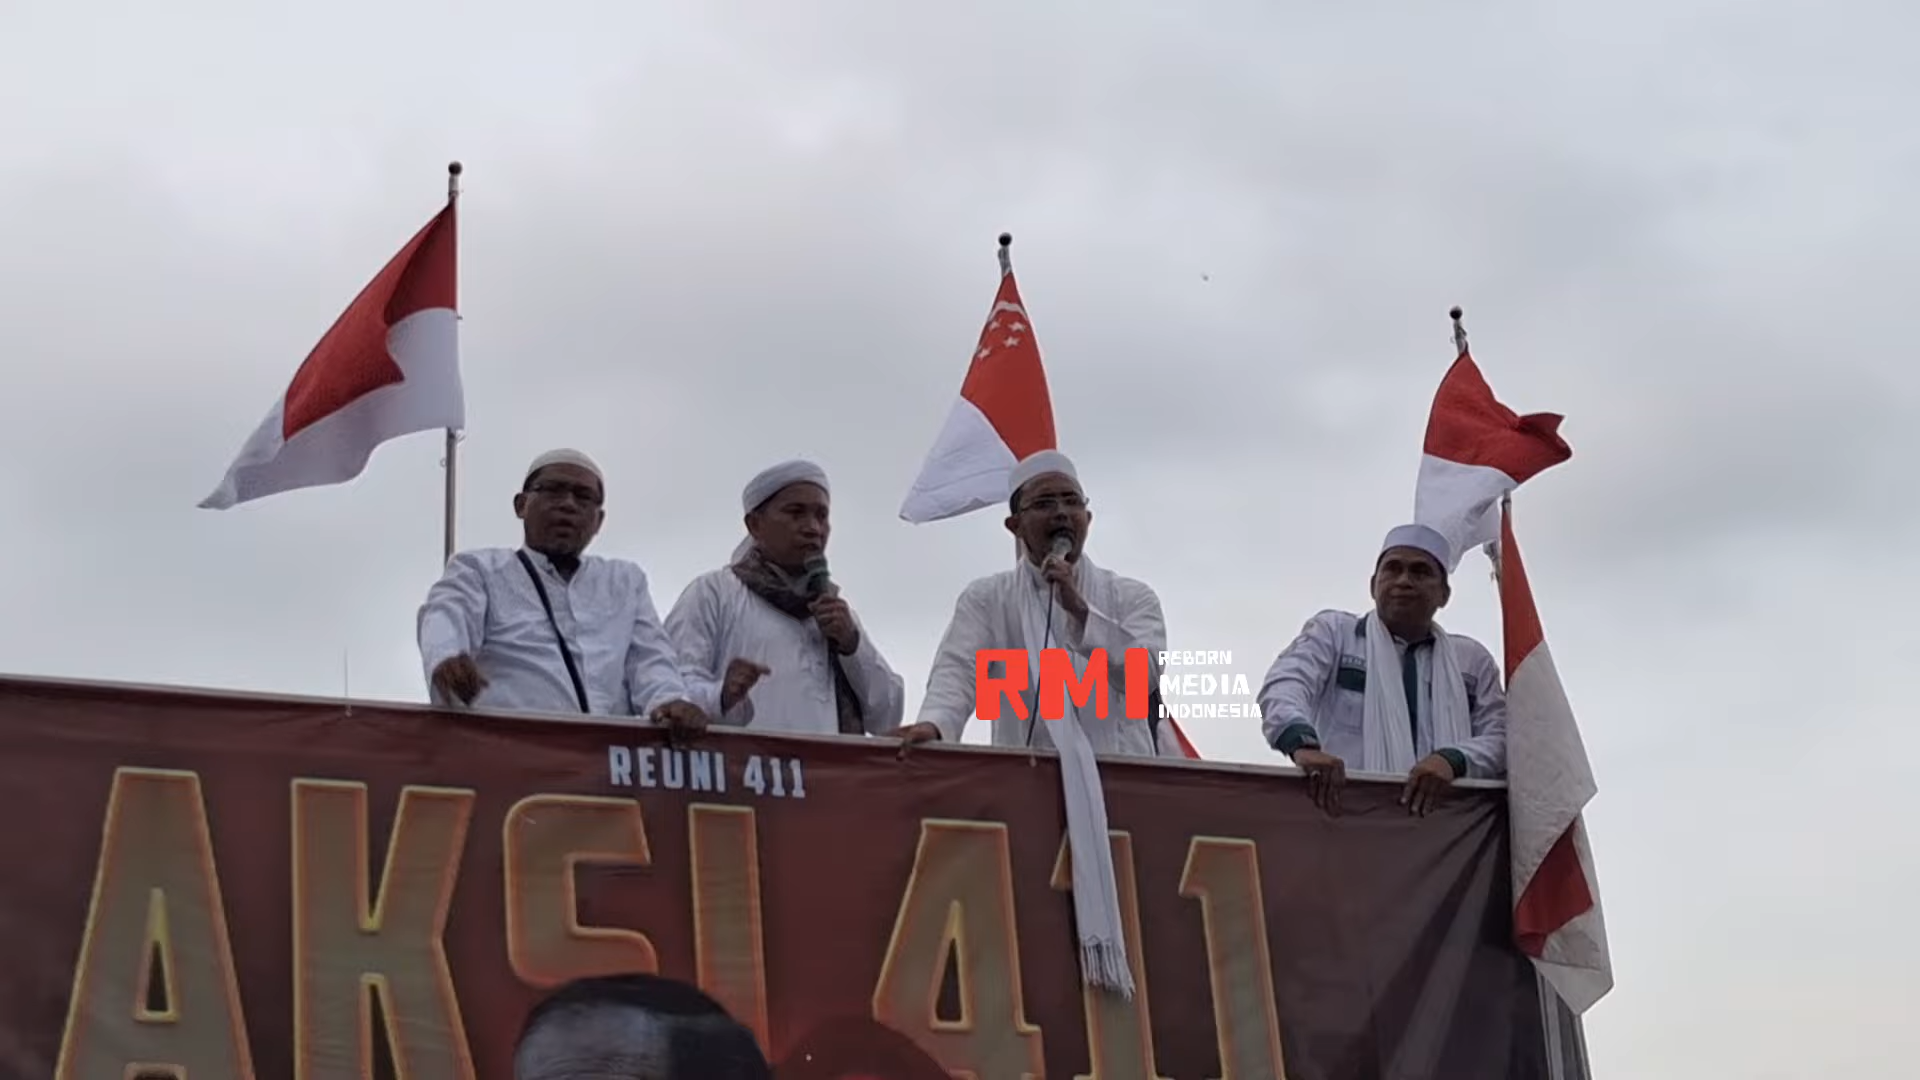 RMI
REBORN
MEDIA
INDONESIA
REUNI 411
AKSI 411